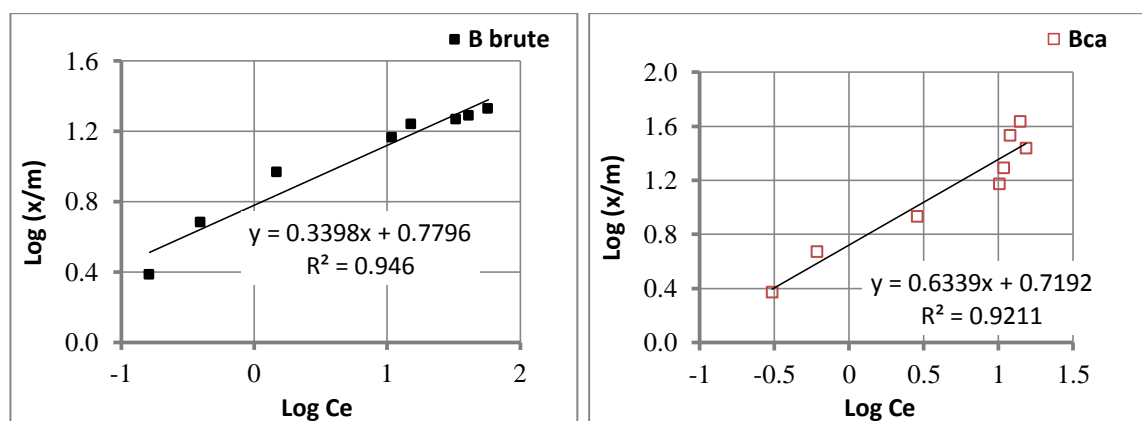 B brute
1.6
1.2
0.8
0.4
0.0
-1
0
1
2
Log (x/m)
Log Ce
y = 0.3398x + 0.7796
R² = 0.946
Bca
2.0
1.6
1.2
0.8
0.4
0.0
-1
-0.5
0
0.5
1
1.5
Log (x/m)
Log Ce
y = 0.6339x + 0.7192
R² = 0.9211